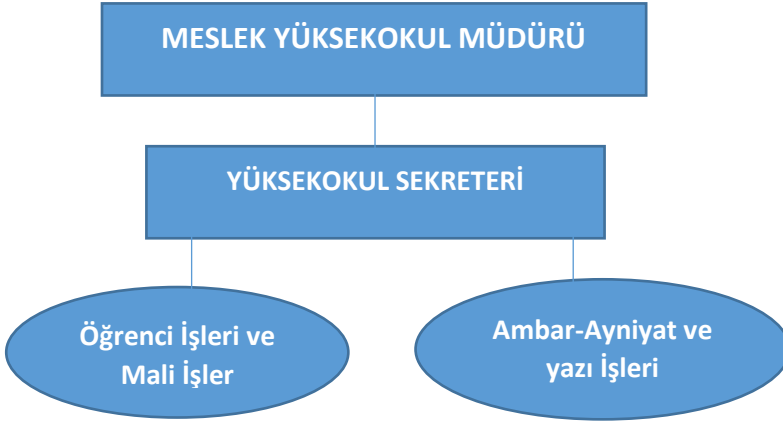 MESLEK YÜKSEKOKUL MÜDÜRÜ
YÜKSEKOKUL SEKRETERİ
Öğrenci İşleri ve
Mali İşler
Ambar-Ayniyat ve
yazı İşleri